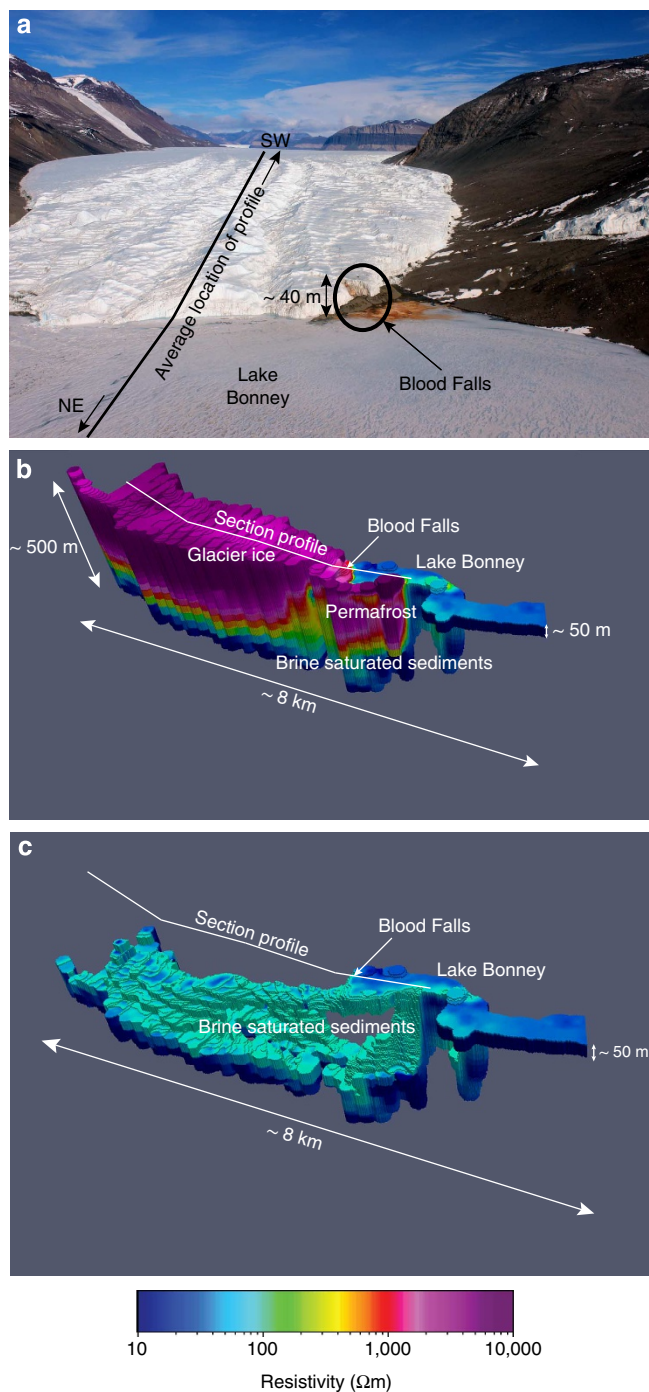 a
SW
Average location of profile
~ 40 m
Lake
Bonney
Blood Falls
NE
b
~ 500 m
Section profile
Glacier ice
Blood Falls
Lake Bonney
Permafrost
~ 50 m
Brine saturated sediments
~ 8 km
c
Section profile
Blood Falls
Lake Bonney
Brine saturated sediments
~ 50 m
~ 8 km
10
100
1,000
10,000
Resistivity (Ωm)